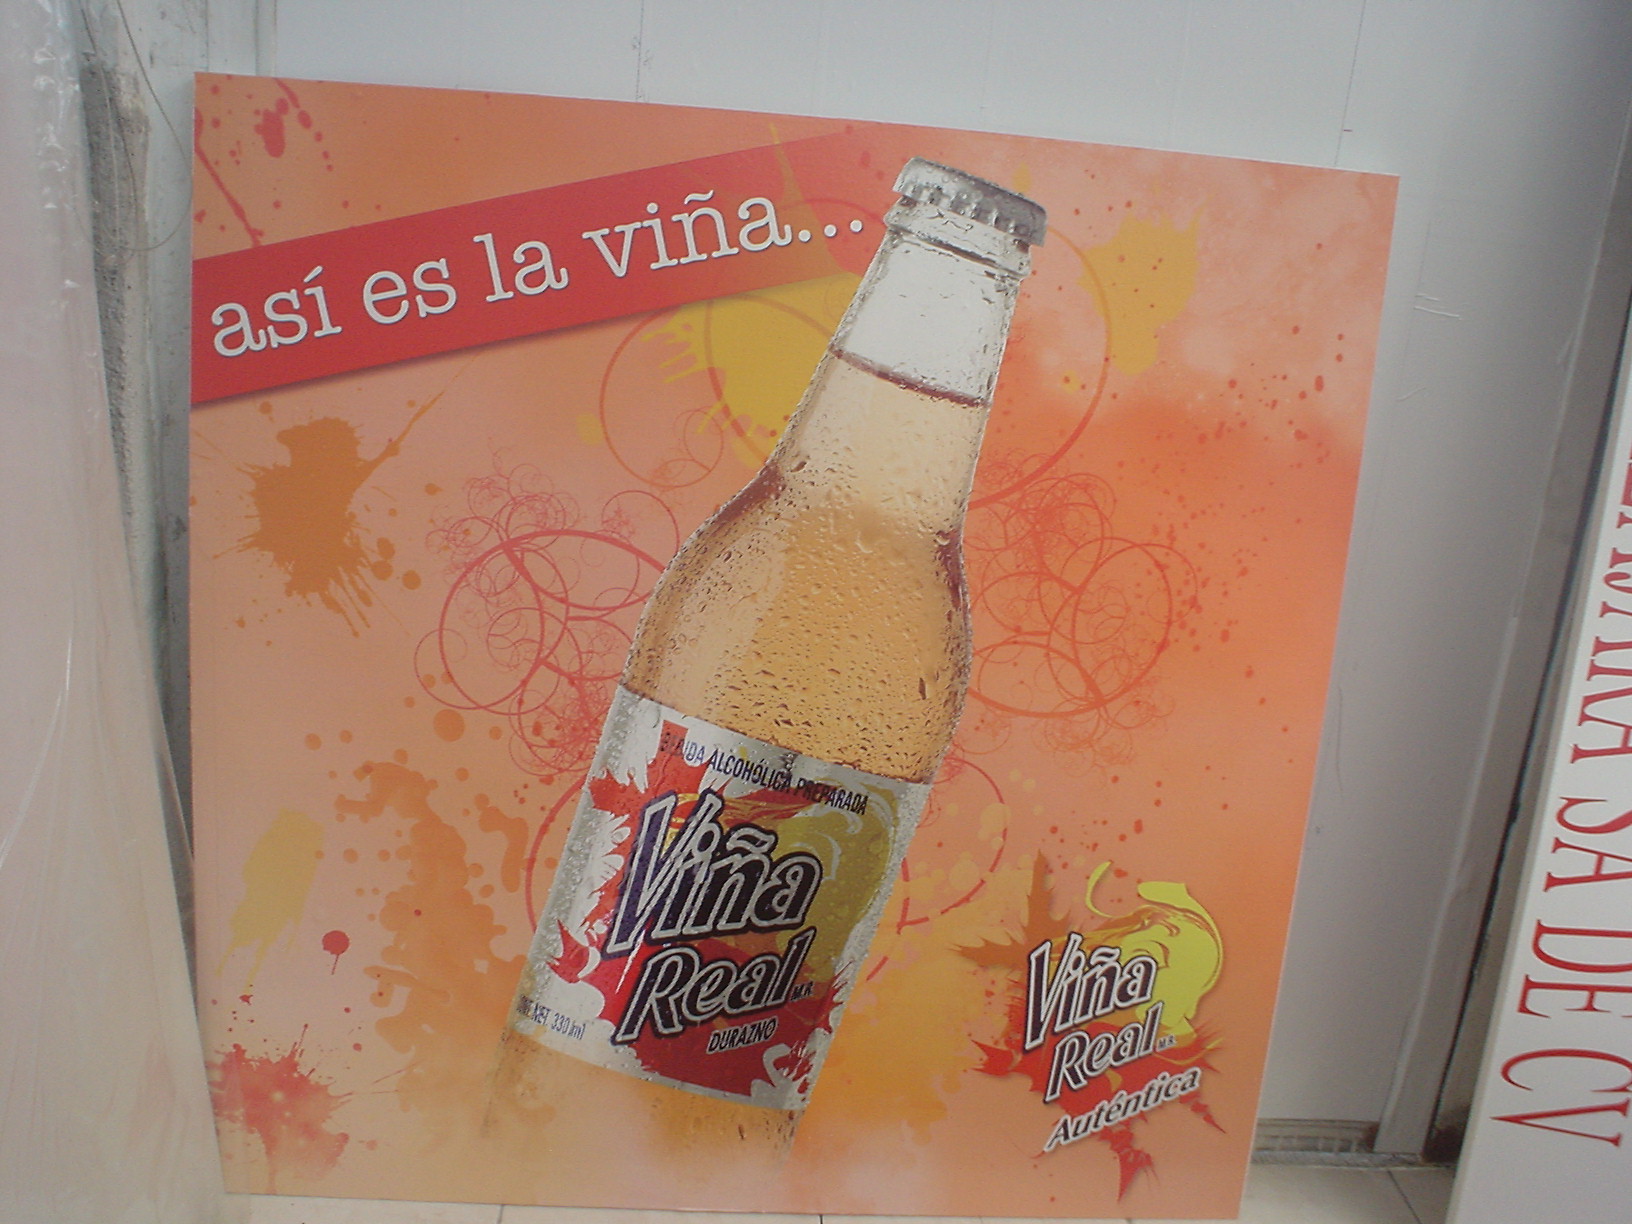 así es la viña...
BEBIDA ALCOHÓLICA PREPARADA
Viña
Real M.R.
DURAZNO
CONT. NET. 330 ml
Viña
Real M.R.
Auténtica
SA DE CV